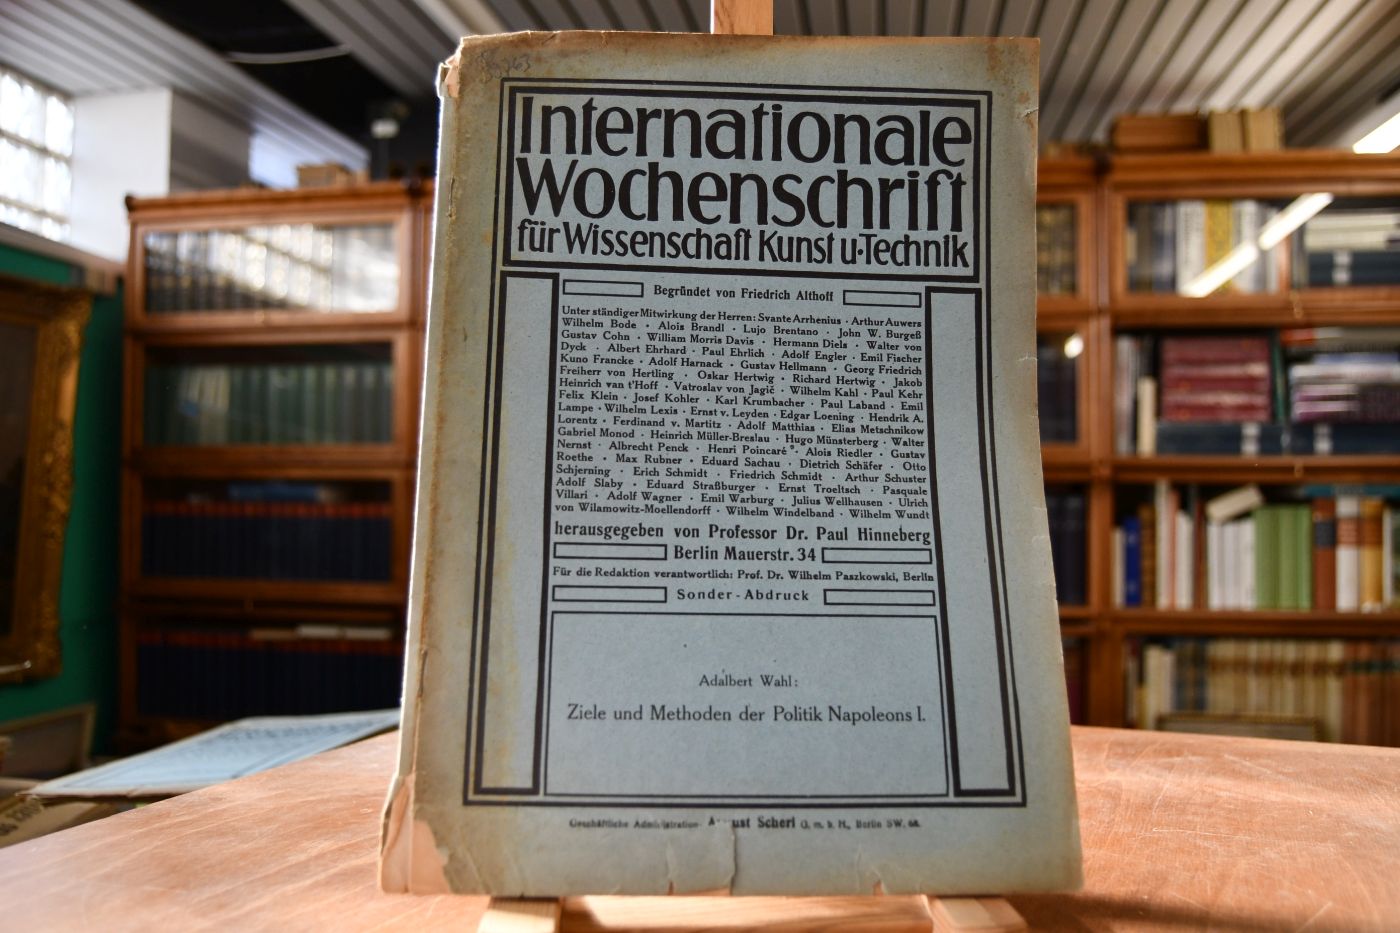 Internationale
Wochenschrift
für Wissenschaft Kunst u·Technik
Begründet von Friedrich Althoff
Unter ständiger Mitwirkung der Herren: Svante Arrhenius · Arthur Auwers
Wilhelm Bode · Alois Brandl · Lujo Brentano · John W. Burgeß
Gustav Cohn · William Morris Davis · Hermann Diels · Walter von
Dyck · Albert Ehrhard · Paul Ehrlich · Adolf Engler · Emil Fischer
Kuno Francke · Adolf Harnack · Gustav Hellmann · Georg Friedrich
Freiherr von Hertling · Oskar Hertwig · Richard Hertwig · Jakob
Heinrich van t'Hoff · Vatroslav von Jagič · Wilhelm Kahl · Paul Kehr
Felix Klein · Josef Kohler · Karl Krumbacher · Paul Laband · Emil
Lampe · Wilhelm Lexis · Ernst v. Leyden · Edgar Loening · Hendrik A.
Lorentz · Ferdinand v. Martitz · Adolf Matthias · Elias Metschnikow
Gabriel Monod · Heinrich Müller-Breslau · Hugo Münsterberg · Walter
Nernst · Albrecht Penck · Henri Poincaré · Alois Riedler · Gustav
Roethe · Max Rubner · Eduard Sachau · Dietrich Schäfer · Otto
Schjerning · Erich Schmidt · Friedrich Schmidt · Arthur Schuster
Adolf Slaby · Eduard Straßburger · Ernst Troeltsch · Pasquale
Villari · Adolf Wagner · Emil Warburg · Julius Wellhausen · Ulrich
von Wilamowitz-Moellendorff · Wilhelm Windelband · Wilhelm Wundt
herausgegeben von Professor Dr. Paul Hinneberg
Berlin Mauerstr. 34
Für die Redaktion verantwortlich: Prof. Dr. Wilhelm Paszkowski, Berlin
Sonder-Abdruck
Adalbert Wahl:
Ziele und Methoden der Politik Napoleons I.
Geschäftliche Administration August Scherl G. m. b. H., Berlin SW. 68.